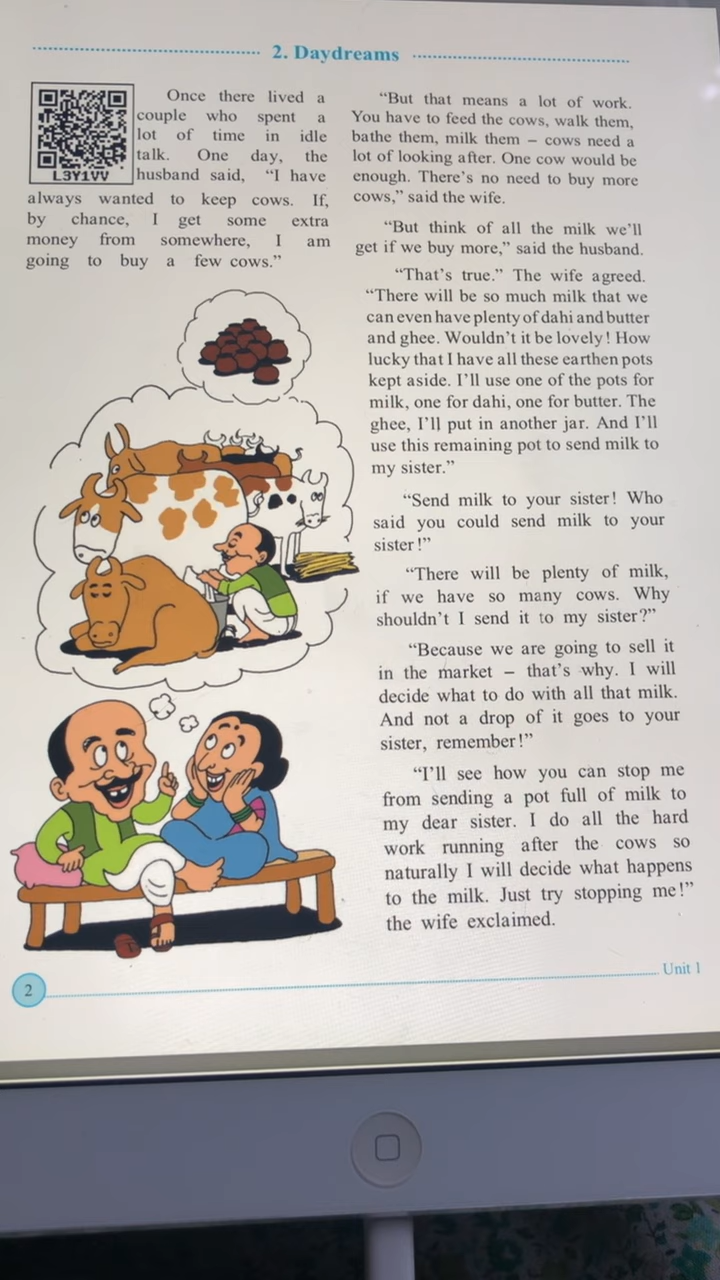 2. Daydreams
Once there lived a
couple who spent a
lot of time in idle
talk. One day, the
husband said, “I have
L3Y1VV
always wanted to keep cows. If,
by chance, I get some extra
money from somewhere, I am
going to buy a few cows.”
“But that means a lot of work.
You have to feed the cows, walk them,
bathe them, milk them – cows need a
lot of looking after. One cow would be
enough. There’s no need to buy more
cows,” said the wife.
“But think of all the milk we’ll
get if we buy more,” said the husband.
“That’s true.” The wife agreed.
“There will be so much milk that we
can even have plenty of dahi and butter
and ghee. Wouldn’t it be lovely! How
lucky that I have all these earthen pots
kept aside. I’ll use one of the pots for
milk, one for dahi, one for butter. The
ghee, I’ll put in another jar. And I’ll
use this remaining pot to send milk to
my sister.”
“Send milk to your sister! Who
said you could send milk to your
sister!”
“There will be plenty of milk,
if we have so many cows. Why
shouldn’t I send it to my sister?”
“Because we are going to sell it
in the market – that’s why. I will
decide what to do with all that milk.
And not a drop of it goes to your
sister, remember!”
“I’ll see how you can stop me
from sending a pot full of milk to
my dear sister. I do all the hard
work running after the cows so
naturally I will decide what happens
to the milk. Just try stopping me!”
the wife exclaimed.
2
Unit 1